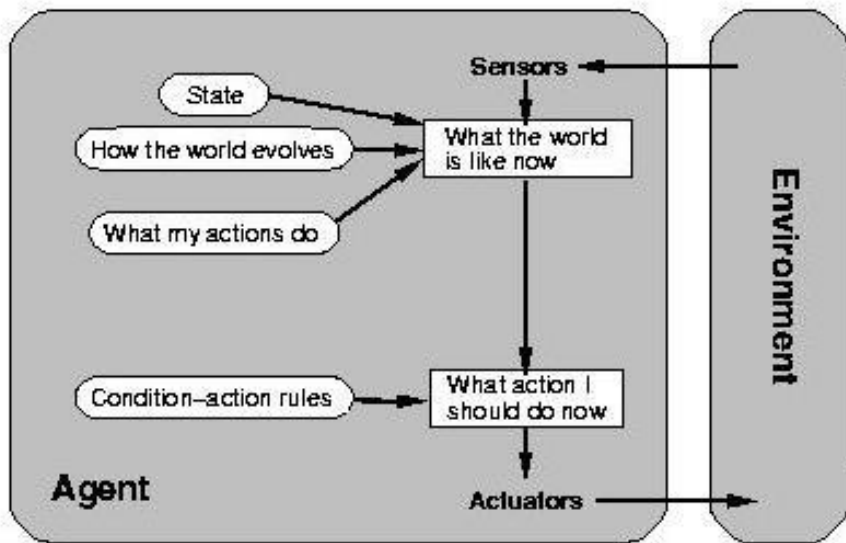 Sensors
State
What the world
is like now
How the world evolves
What my actions do
Environment
What action I
should do now
Condition–action rules
Agent
Actuators